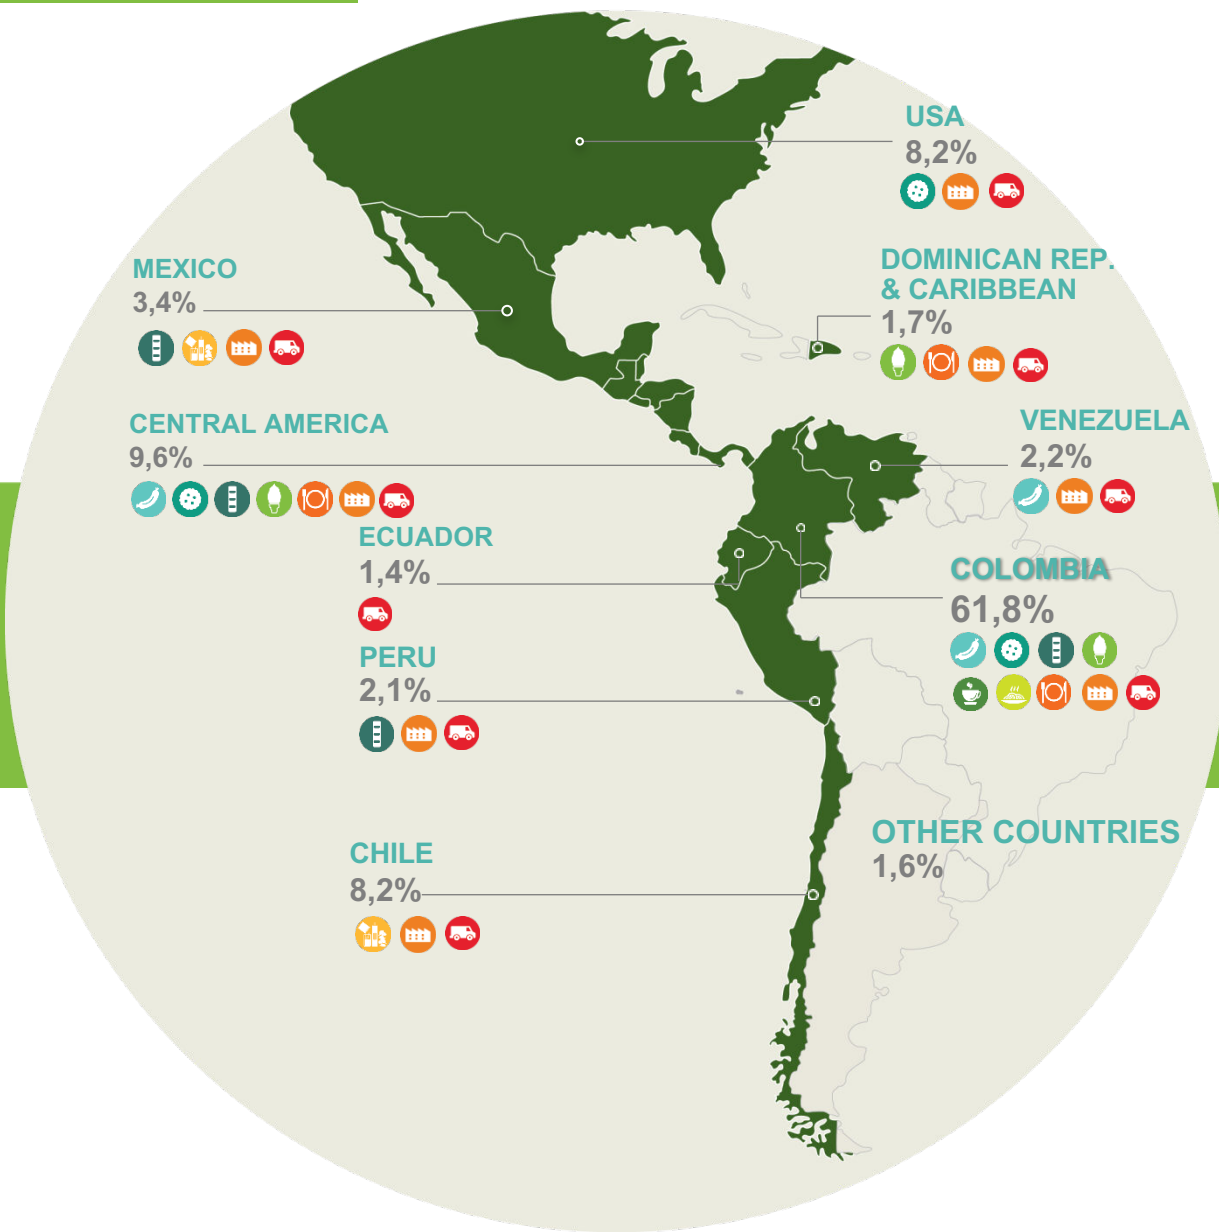 USA
8,2%
DOMINICAN REP.
& CARIBBEAN
1,7%
MEXICO
3,4%
CENTRAL AMERICA
9,6%
VENEZUELA
2,2%
ECUADOR
1,4%
COLOMBIA
61,8%
PERU
2,1%
OTHER COUNTRIES
1,6%
CHILE
8,2%